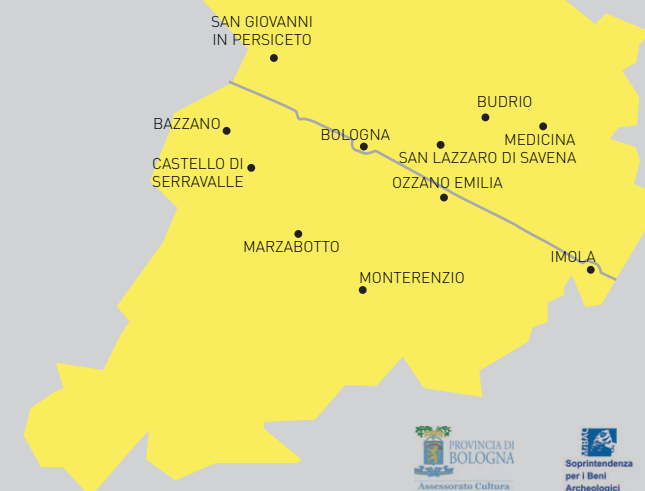 SAN GIOVANNI
IN PERSICETO
BUDRIO
BAZZANO
BOLOGNA
MEDICINA
SAN LAZZARO DI SAVENA
CASTELLO DI
SERRAVALLE
OZZANO EMILIA
MARZABOTTO
IMOLA
MONTERENZIO
PROVINCIA DI
BOLOGNA
Assessorato Cultura
MiBAC
Soprintendenza
per i Beni
Archeologici